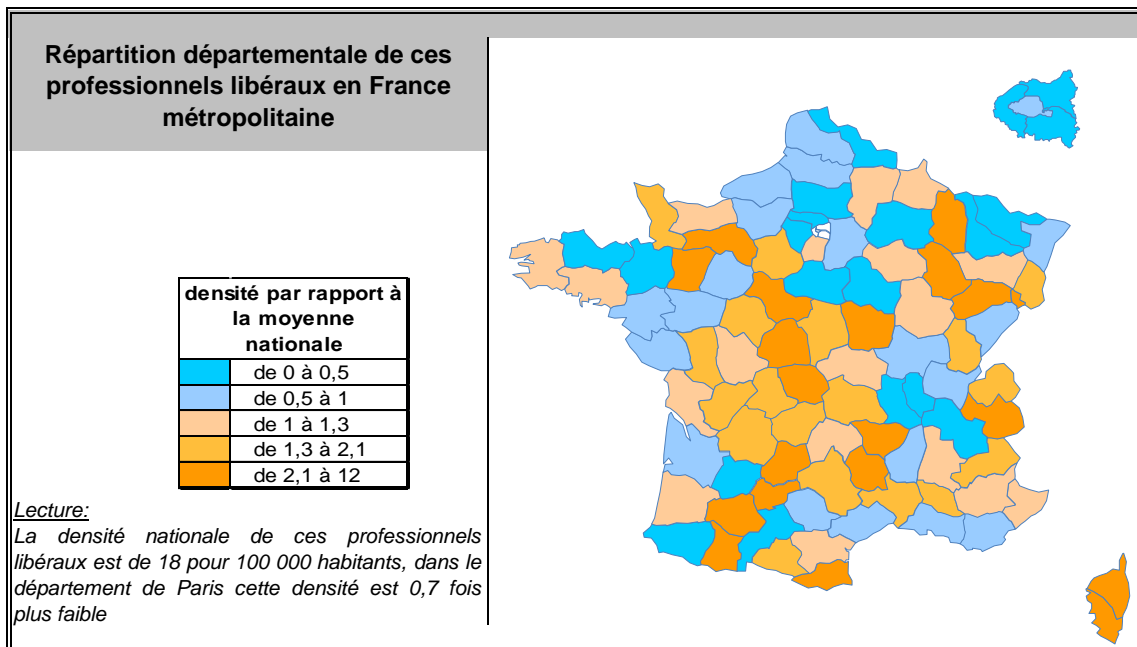 Répartition départementale de ces
professionnels libéraux en France
métropolitaine
densité par rapport à
la moyenne
nationale
de 0 à 0,5
de 0,5 à 1
de 1 à 1,3
de 1,3 à 2,1
de 2,1 à 12
Lecture:
La densité nationale de ces professionnels
libéraux est de 18 pour 100 000 habitants, dans le
département de Paris cette densité est 0,7 fois
plus faible